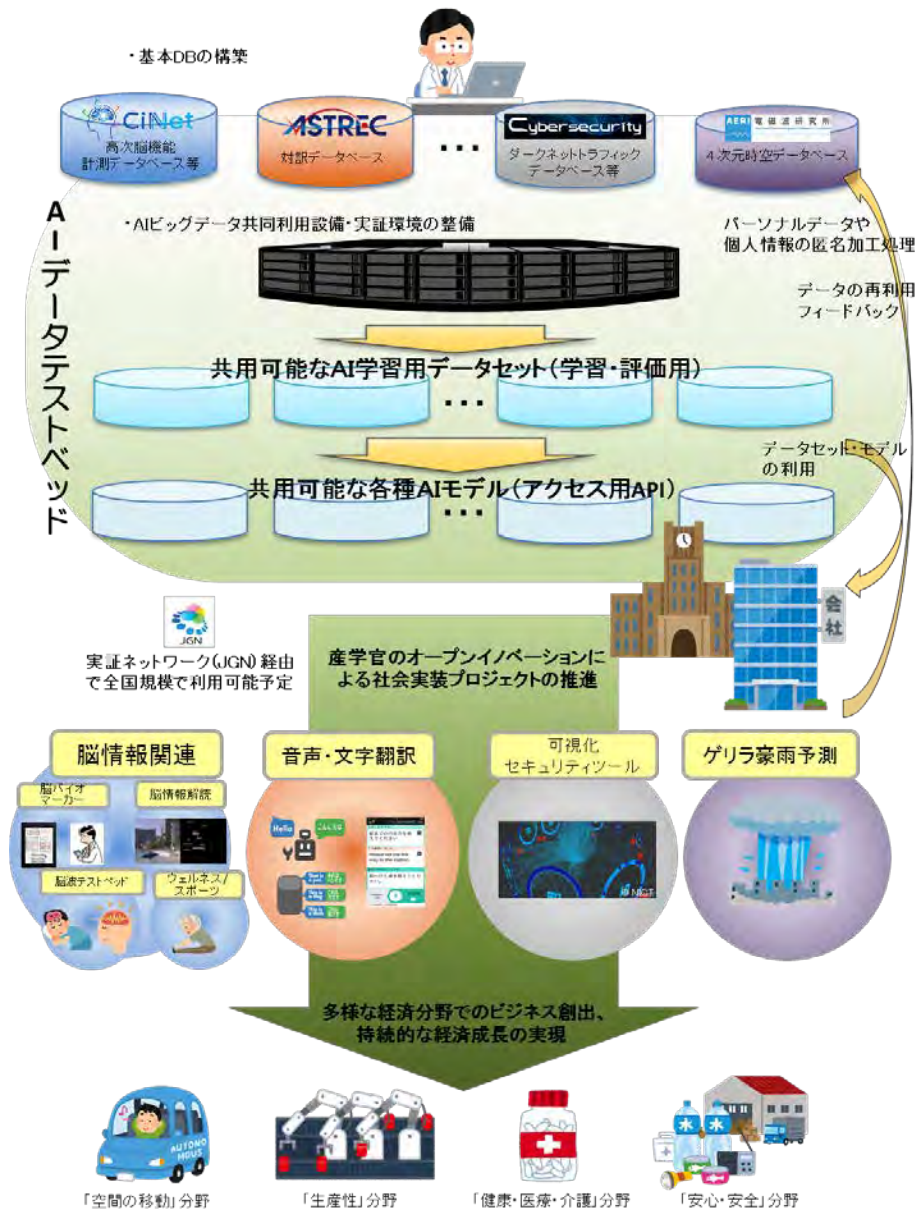 ・基本DBの構築
CiNet
高次脳機能
計測データベース等
ASTREC
対訳データベース
・・・
Cybersecurity
ダークネットトラフィック
データベース等
AERI 電磁波研究所
4次元時空データベース
AIデータテストベッド
・AIビッグデータ共同利用設備・実証環境の整備
パーソナルデータや
個人情報の匿名加工処理
データの再利用
フィードバック
共用可能なAI学習用データセット（学習・評価用）
・・・
データセット・モデル
の利用
共用可能な各種AIモデル（アクセス用API）
・・・
会社
JGN
実証ネットワーク(JGN)経由
で全国規模で利用可能予定
産学官のオープンイノベーションに
よる社会実装プロジェクトの推進
脳情報関連
脳バイオ
マーカー
脳情報解読
脳波テストベッド
ウェルネス/
スポーツ
音声・文字翻訳
Hello
こんにちは
可視化
セキュリティツール
NICT
ゲリラ豪雨予測
多様な経済分野でのビジネス創出、
持続的な経済成長の実現
AUTONO
MOUS
水
水
「空間の移動」分野
「生産性」分野
「健康・医療・介護」分野
「安心・安全」分野